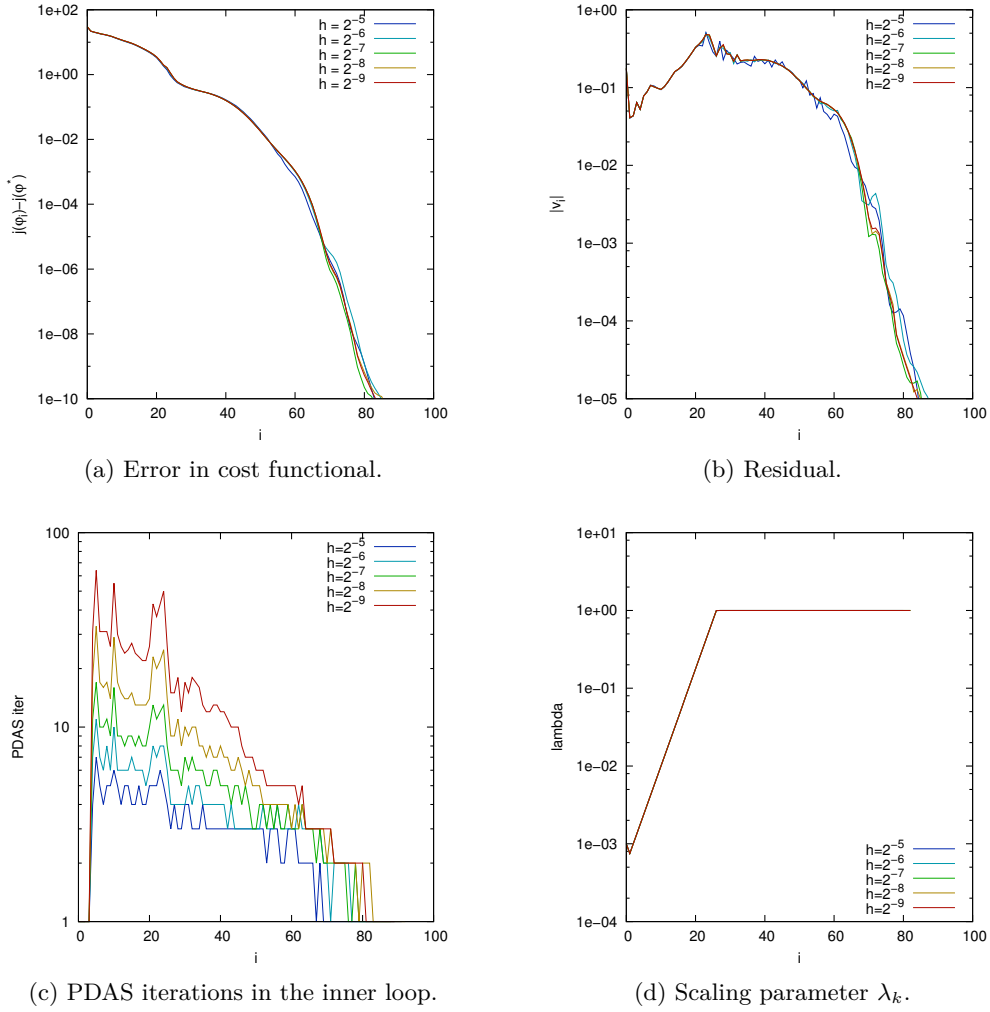 1e+02
1e+00
1e-02
1e-04
1e-06
1e-08
1e-10
0 20 40 60 80 100
j(φ_i)−j(φ^*
i
h = 2^-5
h = 2^-6
h = 2^-7
h = 2^-8
h = 2^-9
(a) Error in cost functional.
1e+00
1e-01
1e-02
1e-03
1e-04
1e-05
0 20 40 60 80 100
|v_i|
i
h=2^-5
h=2^-6
h=2^-7
h=2^-8
h=2^-9
(b) Residual.
100
10
1
0 20 40 60 80 100
PDAS iter
i
h=2^-5
h=2^-6
h=2^-7
h=2^-8
h=2^-9
(c) PDAS iterations in the inner loop.
1e+01
1e+00
1e-01
1e-02
1e-03
1e-04
0 20 40 60 80 100
lambda
i
h=2^-5
h=2^-6
h=2^-7
h=2^-8
h=2^-9
(d) Scaling parameter λ_k.